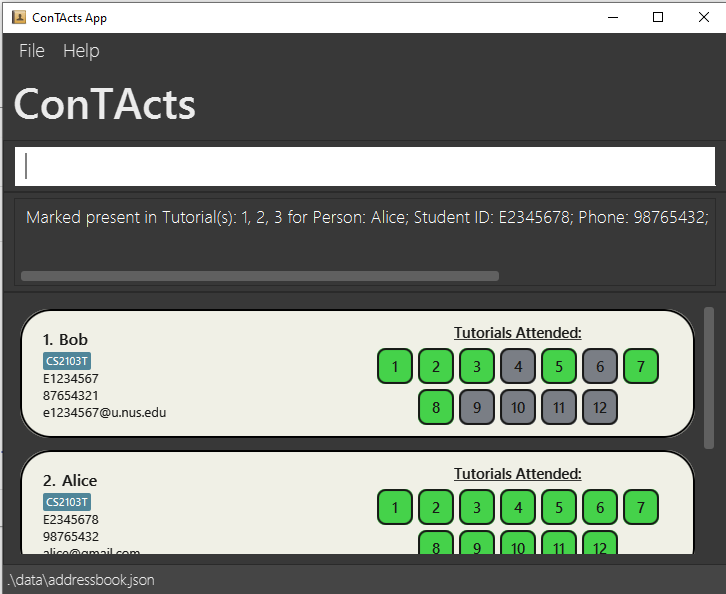 ConTActs App
File Help
ConTActs
Marked present in Tutorial(s): 1, 2, 3 for Person: Alice; Student ID: E2345678; Phone: 98765432;
1. Bob
CS2103T
E1234567
87654321
e1234567@u.nus.edu
Tutorials Attended:
1 2 3 4 5 6 7
8 9 10 11 12
2. Alice
CS2103T
E2345678
98765432
alice@gmail.com
Tutorials Attended:
1 2 3 4 5 6 7
8 9 10 11 12
.\data\addressbook.json